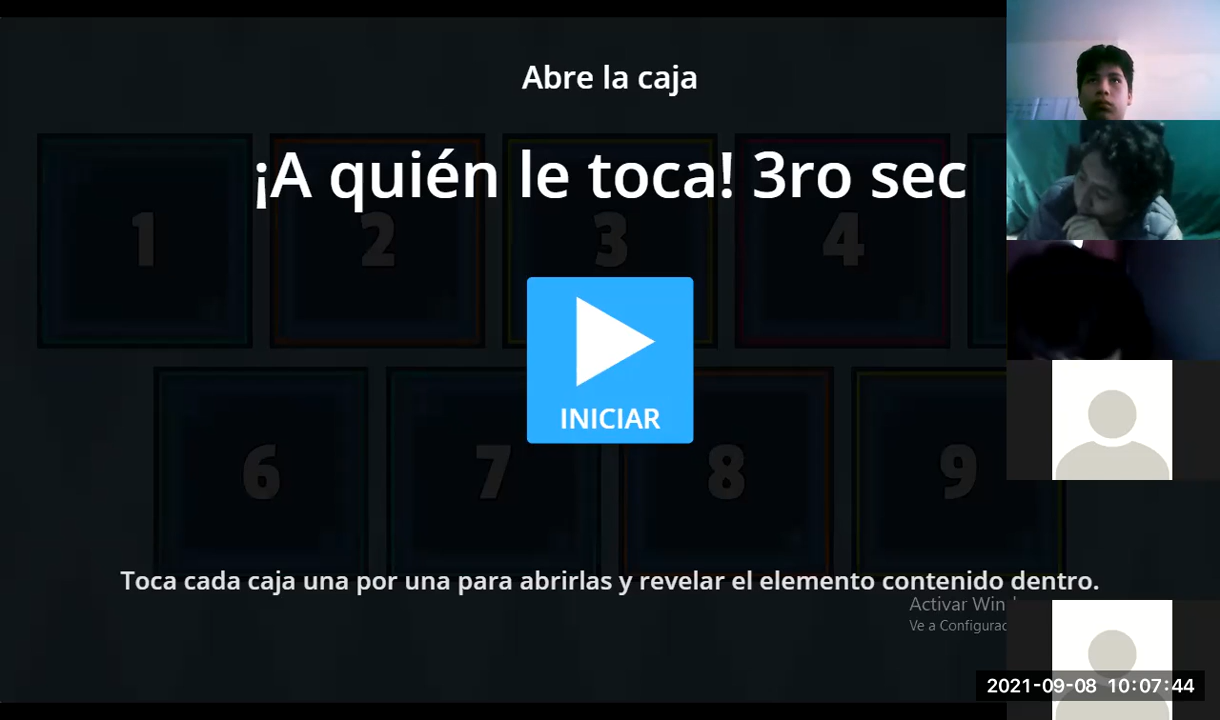 Abre la caja
¡A quién le toca! 3ro sec
1 2 3 4
INICIAR
6 7 8 9
Toca cada caja una por una para abrirlas y revelar el elemento contenido dentro.
Activar Win
Ve a Configurac
2021-09-08 10:07:44